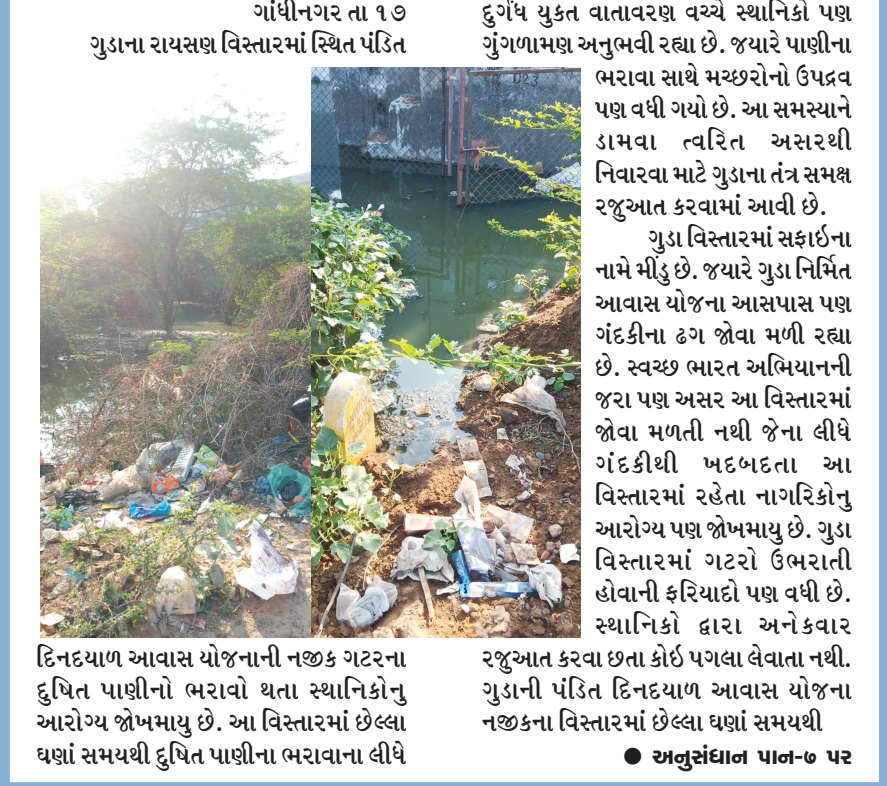 ગાંધીનગર તા ૧૭
ગુડાના રાયસણ વિસ્તારમાં સ્થિત પંડિત
દિનદયાળ આવાસ યોજનાની નજીક ગટરના
દુષિત પાણીનો ભરાવો થતા સ્થાનિકોનુ
આરોગ્ય જોખમાયુ છે. આ વિસ્તારમાં છેલ્લા
ઘણાં સમયથી દુષિત પાણીના ભરાવાના લીધે
દુર્ગંધ યુકત વાતાવરણ વચ્ચે સ્થાનિકો પણ
ગુંગળામણ અનુભવી રહ્યા છે. જયારે પાણીના
ભરાવા સાથે મચ્છરોનો ઉપદ્રવ
પણ વધી ગયો છે. આ સમસ્યાને
ડામવા ત્વરિત અસરથી
નિવારવા માટે ગુડાના તંત્ર સમક્ષ
રજુઆત કરવામાં આવી છે.
ગુડા વિસ્તારમાં સફાઇના
નામે મીંડુ છે. જયારે ગુડા નિર્મિત
આવાસ યોજના આસપાસ પણ
ગંદકીના ઢગ જોવા મળી રહ્યા
છે. સ્વચ્છ ભારત અભિયાનની
જરા પણ અસર આ વિસ્તારમાં
જોવા મળતી નથી જેના લીધે
ગંદકીથી ખદબદતા આ
વિસ્તારમાં રહેતા નાગરિકોનુ
આરોગ્ય પણ જોખમાયુ છે. ગુડા
વિસ્તારમાં ગટરો ઉભરાતી
હોવાની ફરિયાદો પણ વધી છે.
સ્થાનિકો દ્વારા અનેકવાર
રજુઆત કરવા છતા કોઇ પગલા લેવાતા નથી.
ગુડાની પંડિત દિનદયાળ આવાસ યોજના
નજીકના વિસ્તારમાં છેલ્લા ઘણાં સમયથી
● અનુસંધાન પાન-૭ પર